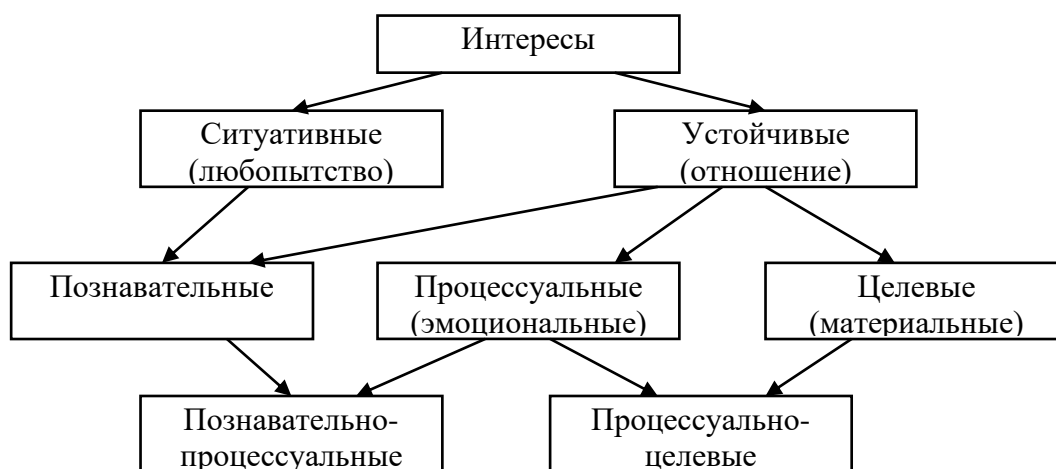 Интересы
Ситуативные
(любопытство)
Устойчивые
(отношение)
Познавательные
Процессуальные
(эмоциональные)
Целевые
(материальные)
Познавательно-
процессуальные
Процессуально-
целевые